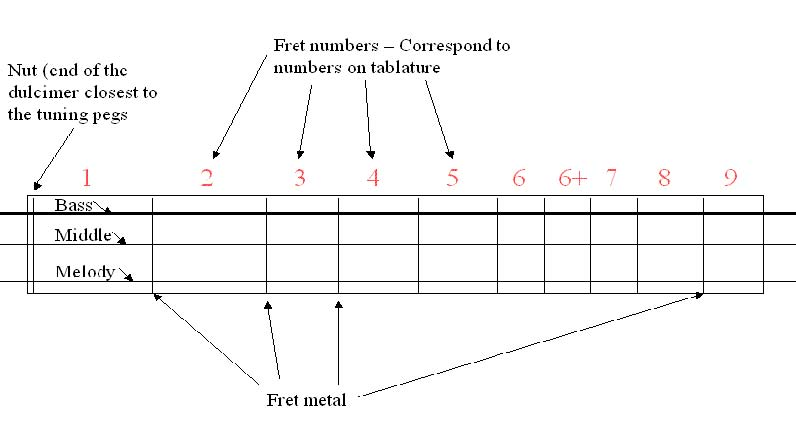 Fret numbers – Correspond to
numbers on tablature
Nut (end of the
dulcimer closest to
the tuning pegs
1 2 3 4 5 6 6+ 7 8 9
Bass
Middle
Melody
Fret metal